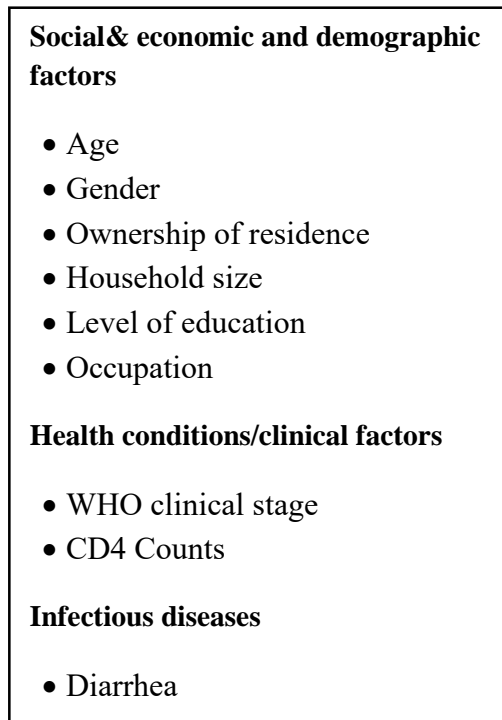 Social& economic and demographic
factors
• Age
• Gender
• Ownership of residence
• Household size
• Level of education
• Occupation
Health conditions/clinical factors
• WHO clinical stage
• CD4 Counts
Infectious diseases
• Diarrhea